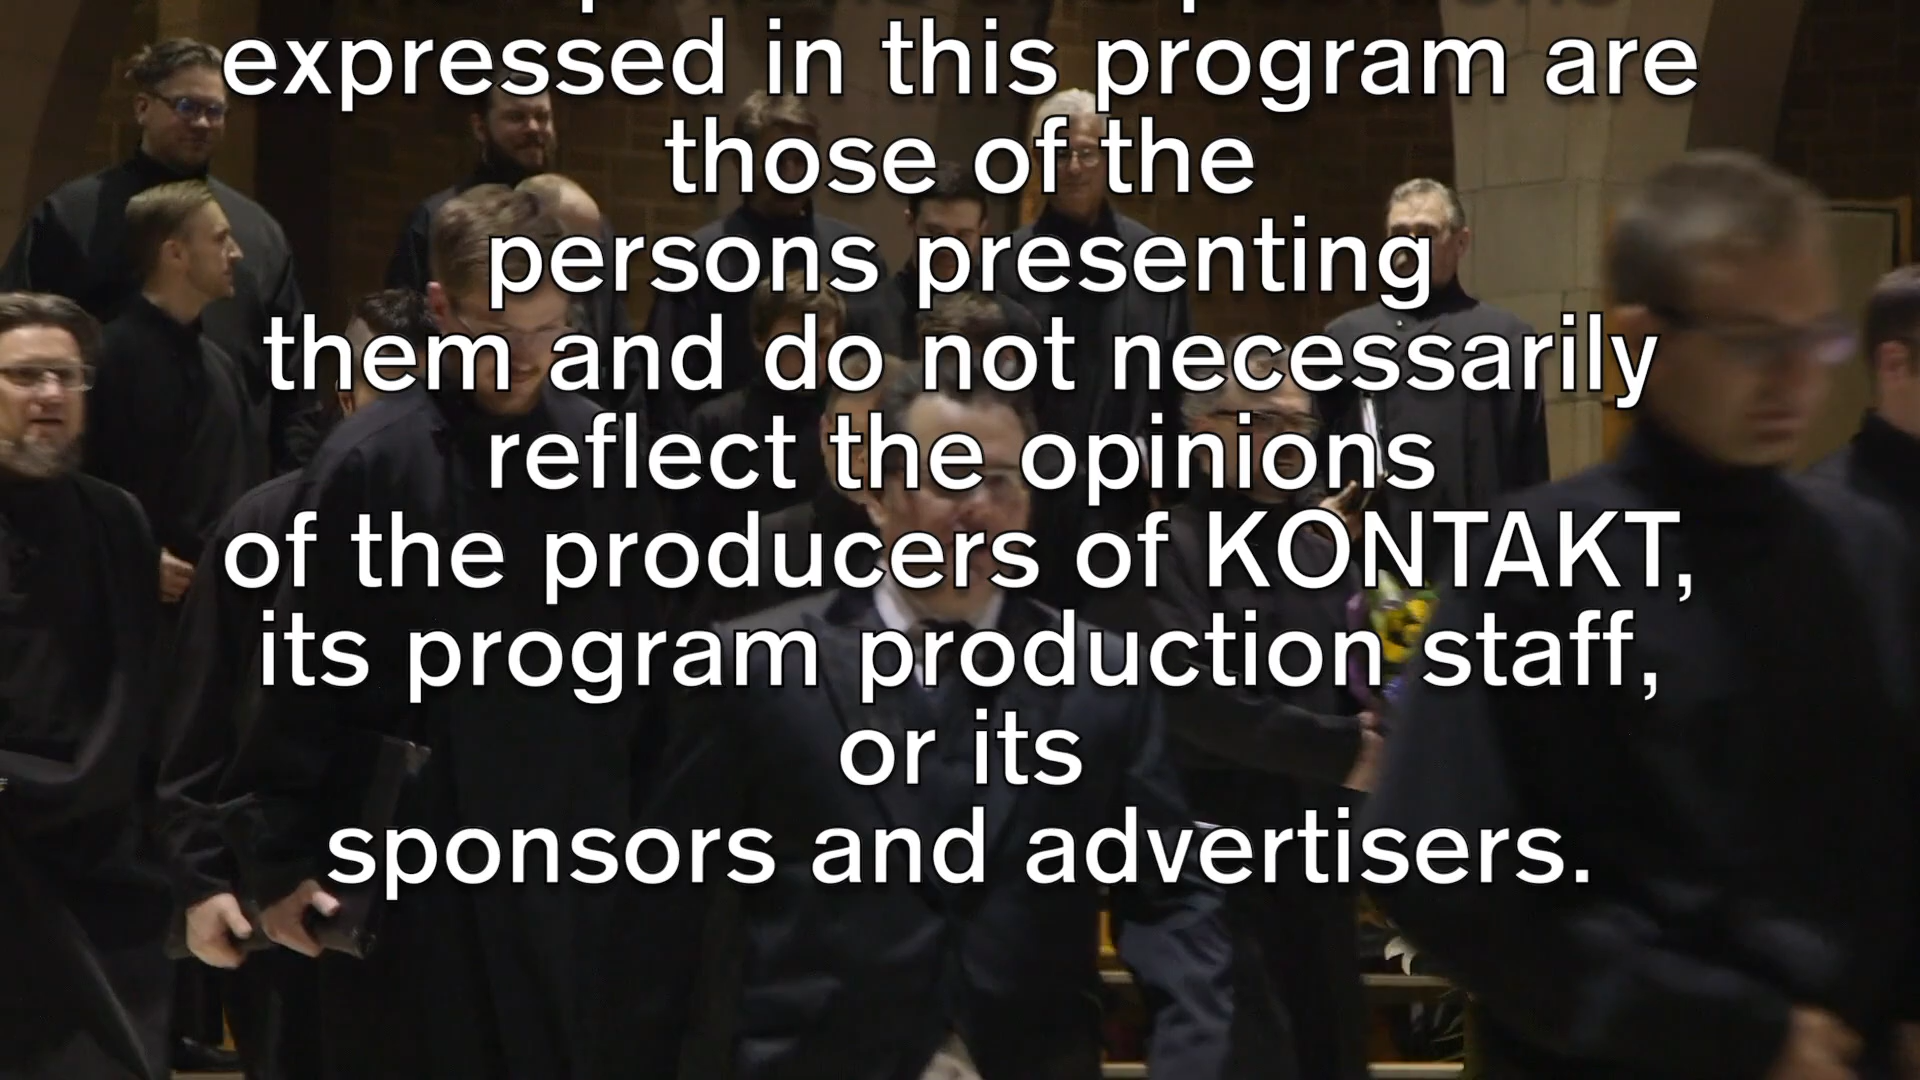 expressed in this program are
those of the
persons presenting
them and do not necessarily
reflect the opinions
of the producers of KONTAKT,
its program production staff,
or its
sponsors and advertisers.